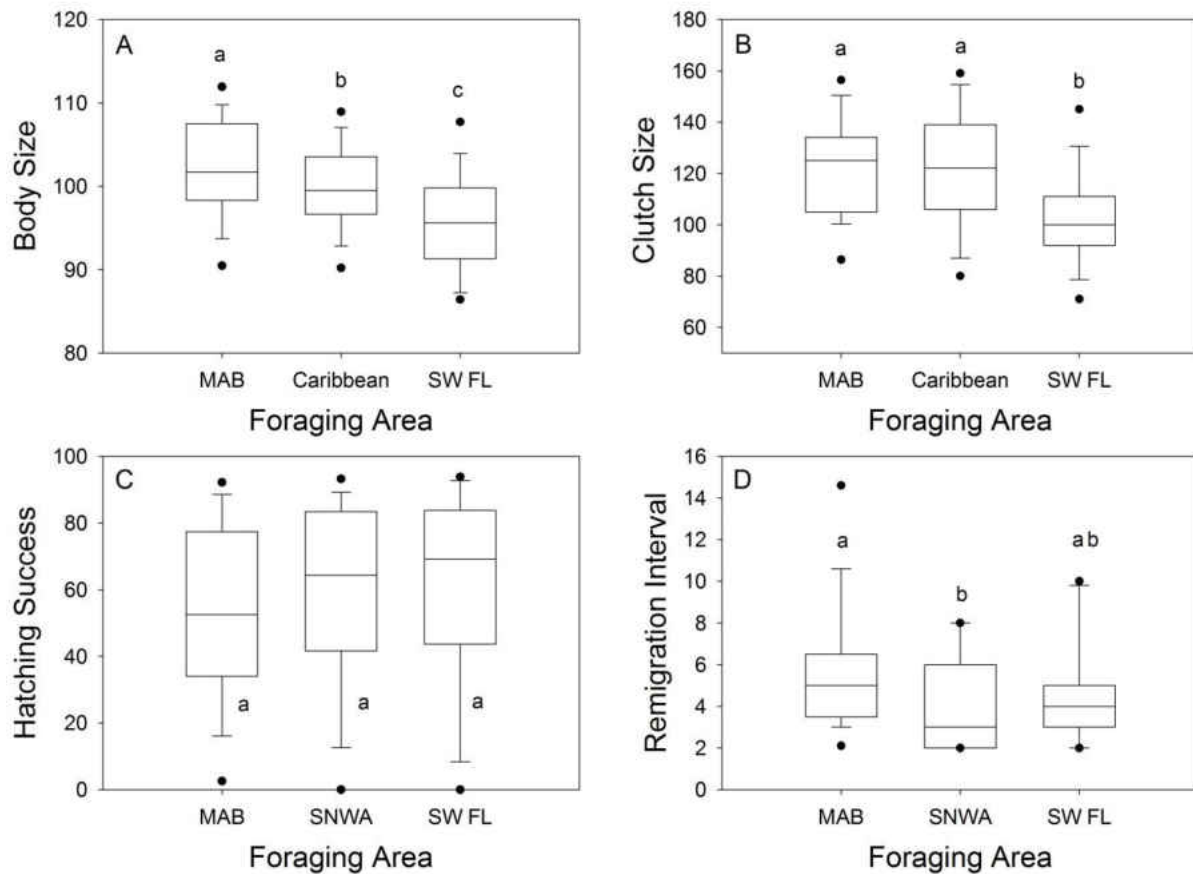 A
a
b
c
120
110
100
90
80
Body Size
MAB Caribbean SW FL
Foraging Area
B
a
a
b
180
160
140
120
100
80
60
Clutch Size
MAB Caribbean SW FL
Foraging Area
C
a
a
a
100
80
60
40
20
0
Hatching Success
MAB SNWA SW FL
Foraging Area
D
a
b
ab
16
14
12
10
8
6
4
2
0
Remigration Interval
MAB SNWA SW FL
Foraging Area